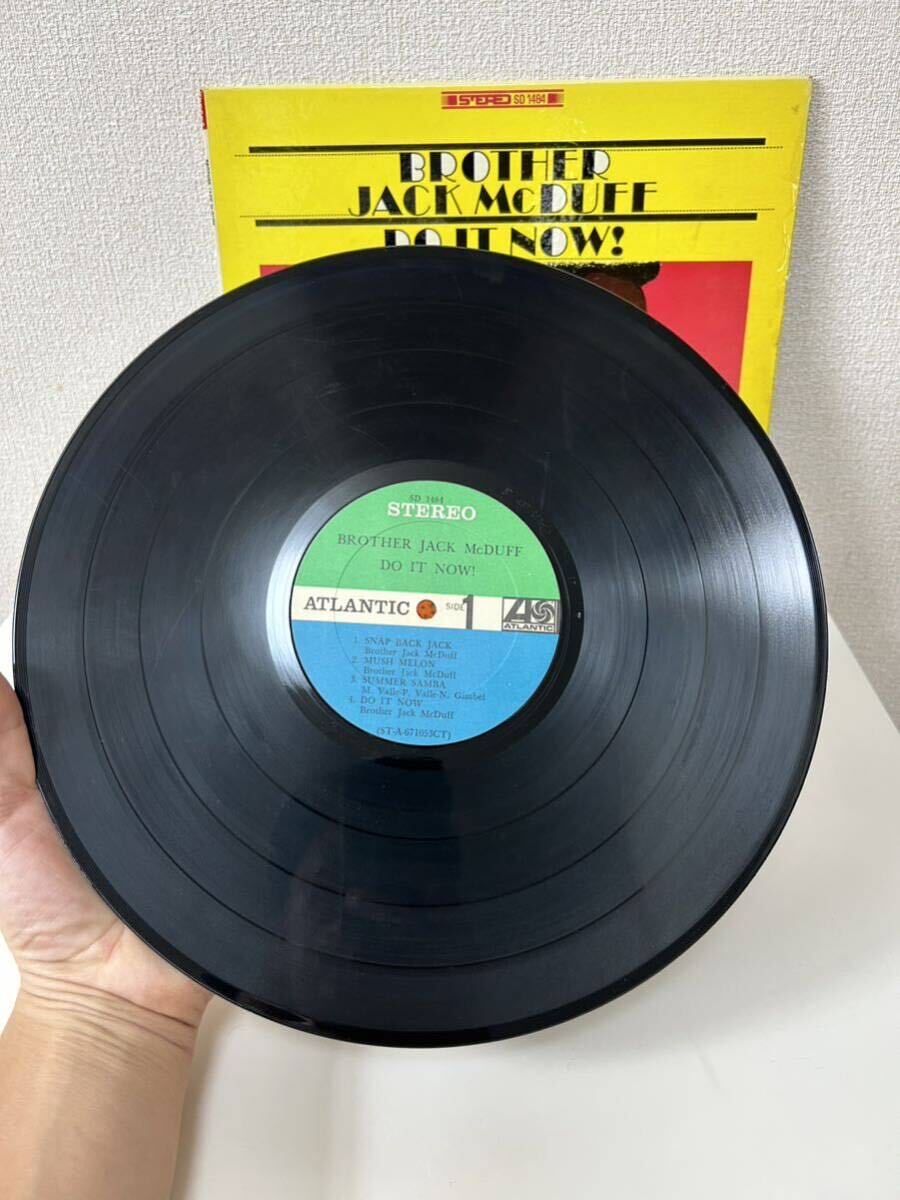 STEREO SD 1484
BROTHER
JACK McDUFF
DO IT NOW!
SD 1484
STEREO
BROTHER JACK McDUFF
DO IT NOW!
ATLANTIC SIDE 1
ATLANTIC
1. SNAP BACK JACK
Brother Jack McDuff
2. MUSH MELON
Brother Jack McDuff
3. SUMMER SAMBA
M. Valle-P. Valle-N. Gimbel
4. DO IT NOW
Brother Jack McDuff
(ST-A-671053CT)